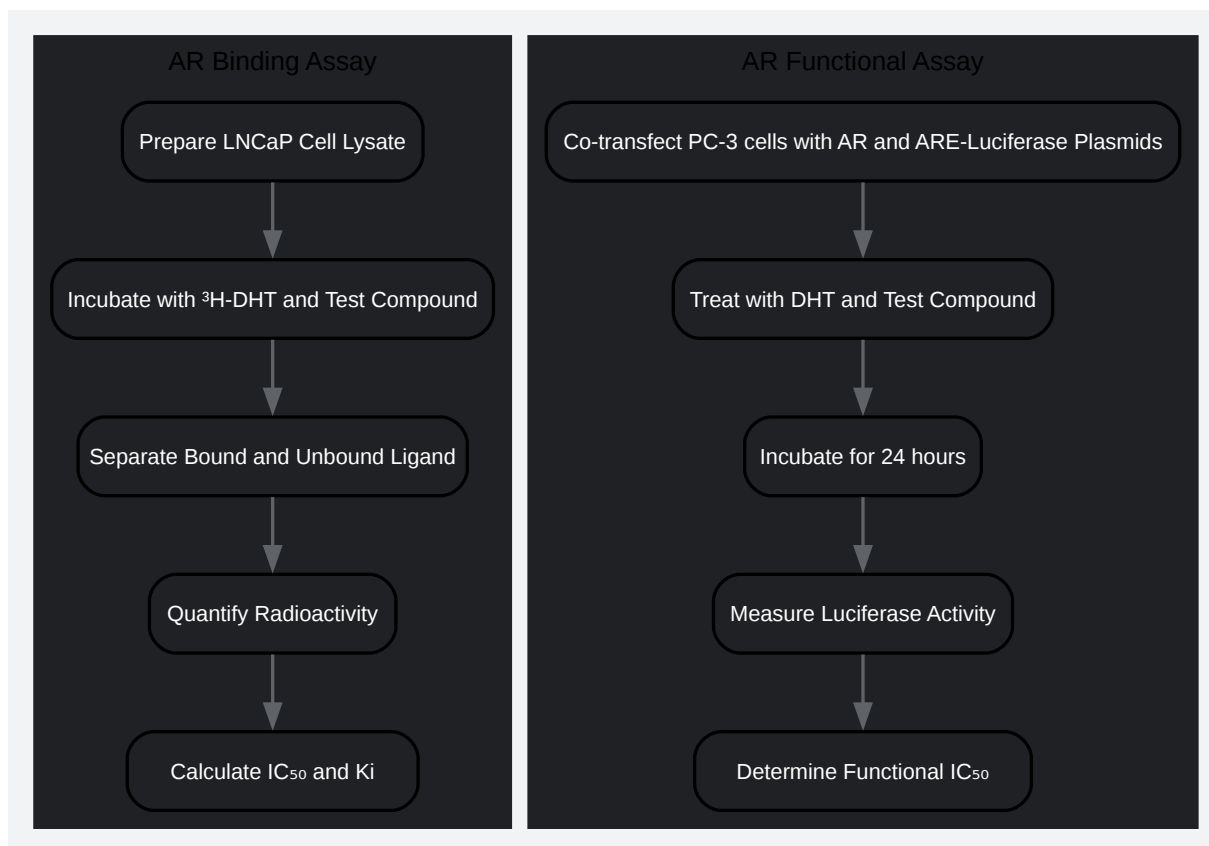 AR Binding Assay
Prepare LNCaP Cell Lysate
Incubate with ³H-DHT and Test Compound
Separate Bound and Unbound Ligand
Quantify Radioactivity
Calculate IC₅₀ and Ki
AR Functional Assay
Co-transfect PC-3 cells with AR and ARE-Luciferase Plasmids
Treat with DHT and Test Compound
Incubate for 24 hours
Measure Luciferase Activity
Determine Functional IC₅₀